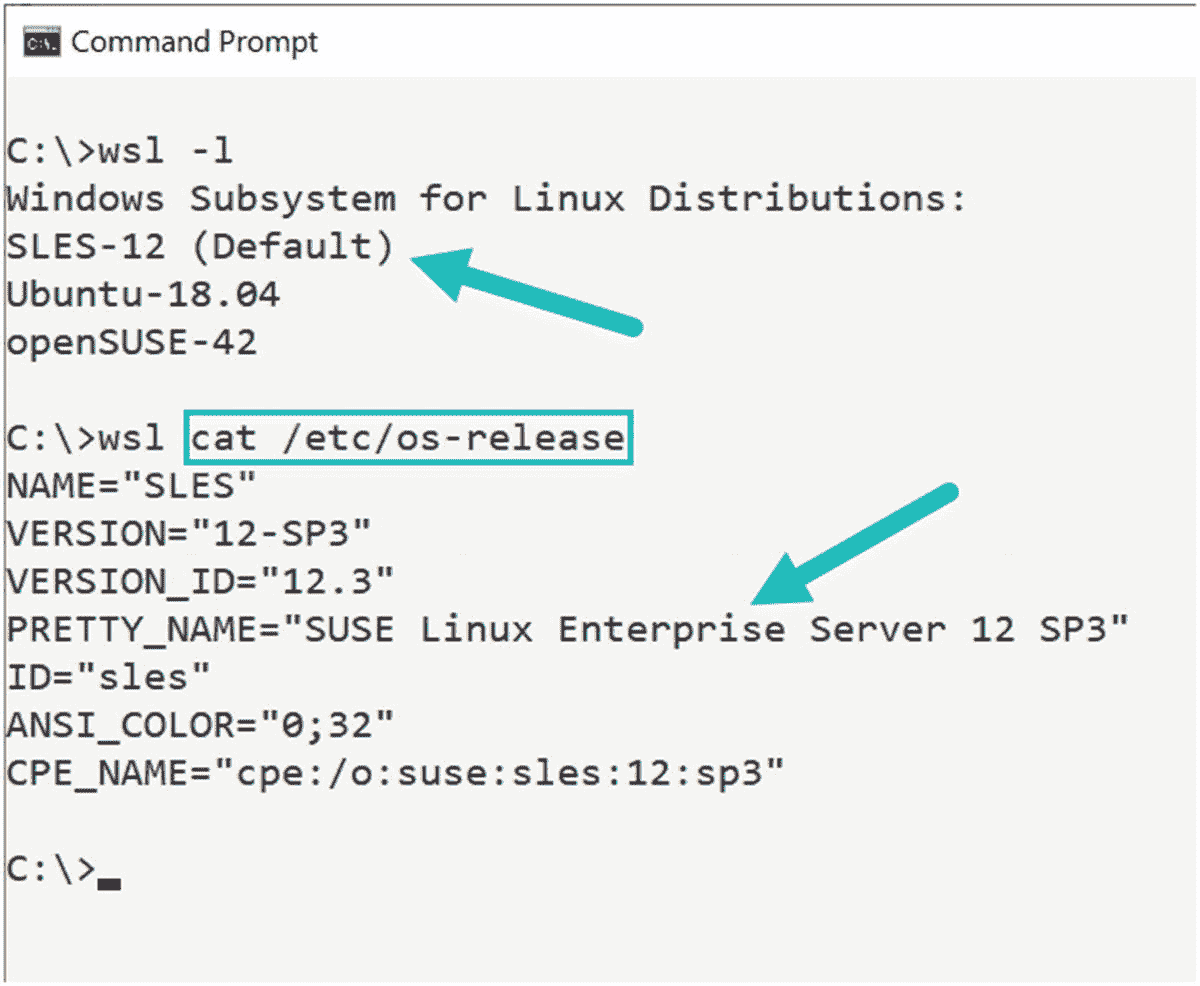 Command Prompt
C:\>wsl -l
Windows Subsystem for Linux Distributions:
SLES-12 (Default)
Ubuntu-18.04
openSUSE-42
C:\>wsl cat /etc/os-release
NAME="SLES"
VERSION="12-SP3"
VERSION_ID="12.3"
PRETTY_NAME="SUSE Linux Enterprise Server 12 SP3"
ID="sles"
ANSI_COLOR="0;32"
CPE_NAME="cpe:/o:suse:sles:12:sp3"
C:\>_